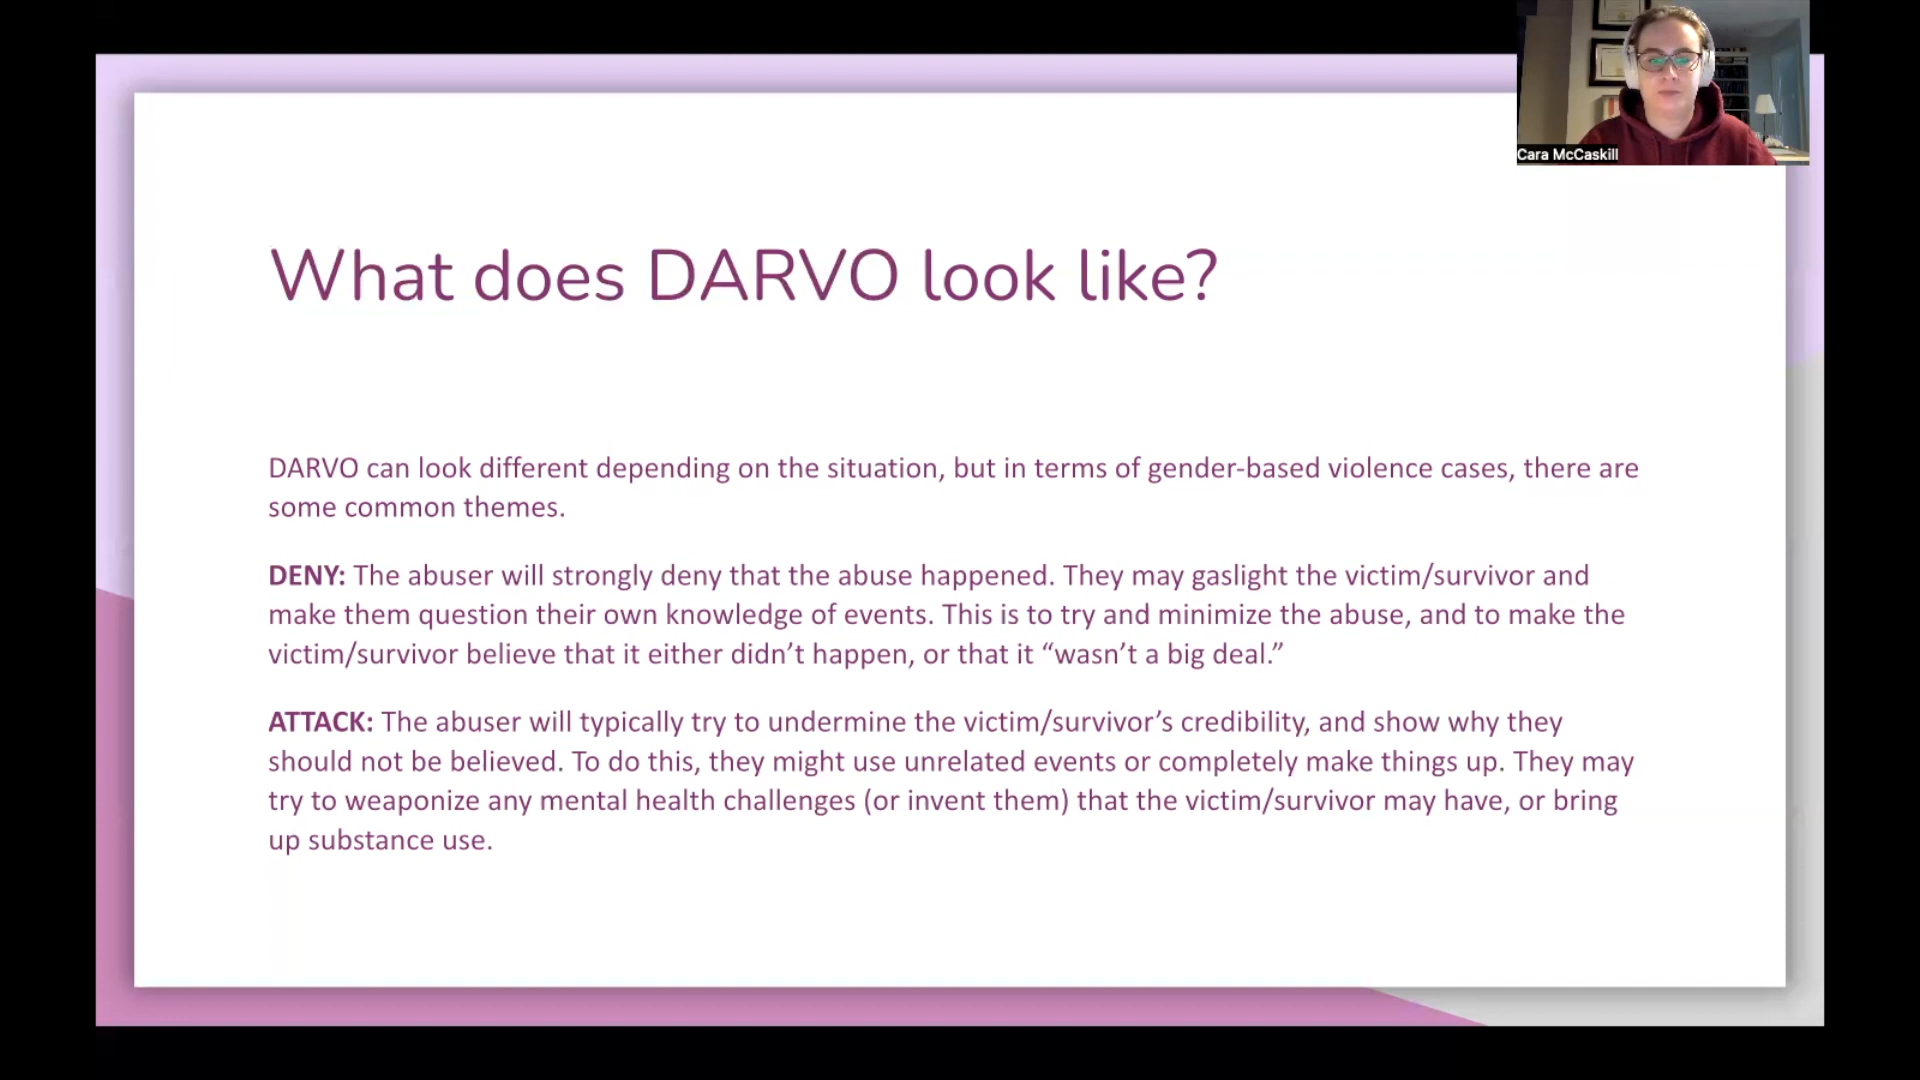 Cara McCaskill
What does DARVO look like?
DARVO can look different depending on the situation, but in terms of gender-based violence cases, there are
some common themes.
DENY: The abuser will strongly deny that the abuse happened. They may gaslight the victim/survivor and
make them question their own knowledge of events. This is to try and minimize the abuse, and to make the
victim/survivor believe that it either didn’t happen, or that it “wasn’t a big deal.”
ATTACK: The abuser will typically try to undermine the victim/survivor’s credibility, and show why they
should not be believed. To do this, they might use unrelated events or completely make things up. They may
try to weaponize any mental health challenges (or invent them) that the victim/survivor may have, or bring
up substance use.